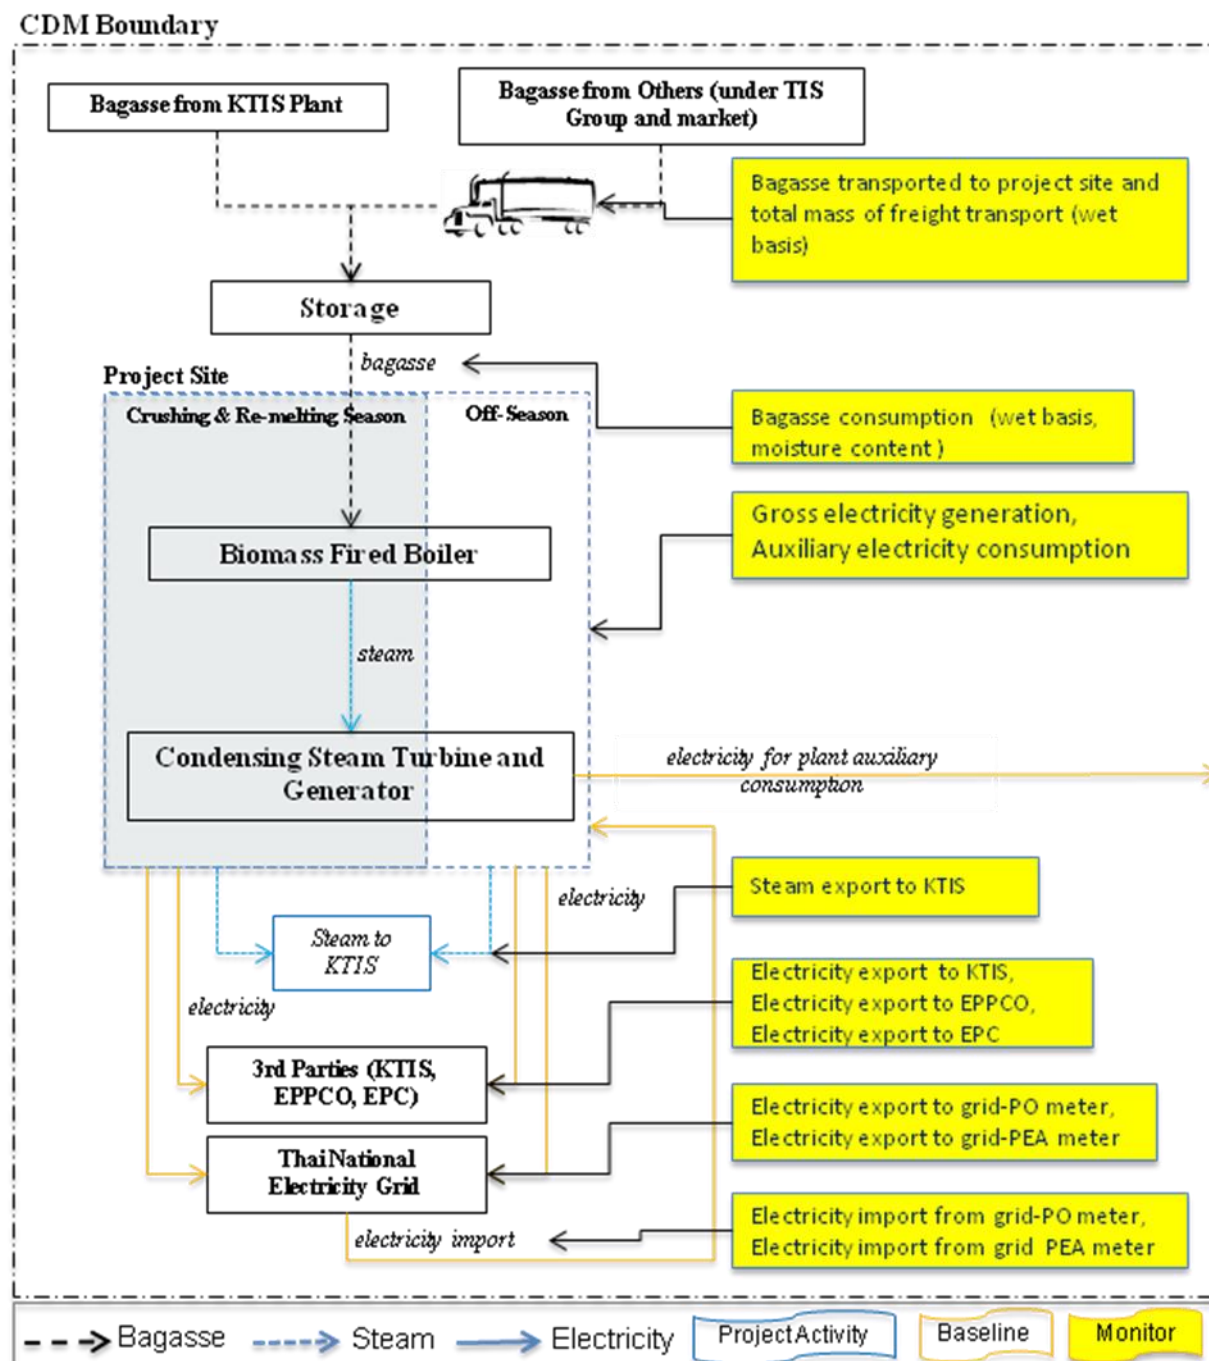 CDM Boundary
Bagasse from KTIS Plant
Bagasse from Others (under TIS
Group and market)
Bagasse transported to project site and
total mass of freight transport (wet
basis)
Storage
bagasse
Project Site
Crushing & Re-melting Season
Off-Season
Bagasse consumption (wet basis,
moisture content )
Gross electricity generation,
Auxiliary electricity consumption
Biomass Fired Boiler
steam
Condensing Steam Turbine and
Generator
electricity for plant auxiliary
consumption
Steam export to KTIS
electricity
Steam to
KTIS
Electricity export to KTIS,
Electricity export to EPPCO,
Electricity export to EPC
electricity
3rd Parties (KTIS,
EPPCO, EPC)
Electricity export to grid-PO meter,
Electricity export to grid-PEA meter
Thai National
Electricity Grid
electricity import
Electricity import from grid-PO meter,
Electricity import from grid PEA meter
Bagasse
Steam
Electricity
Project Activity
Baseline
Monitor